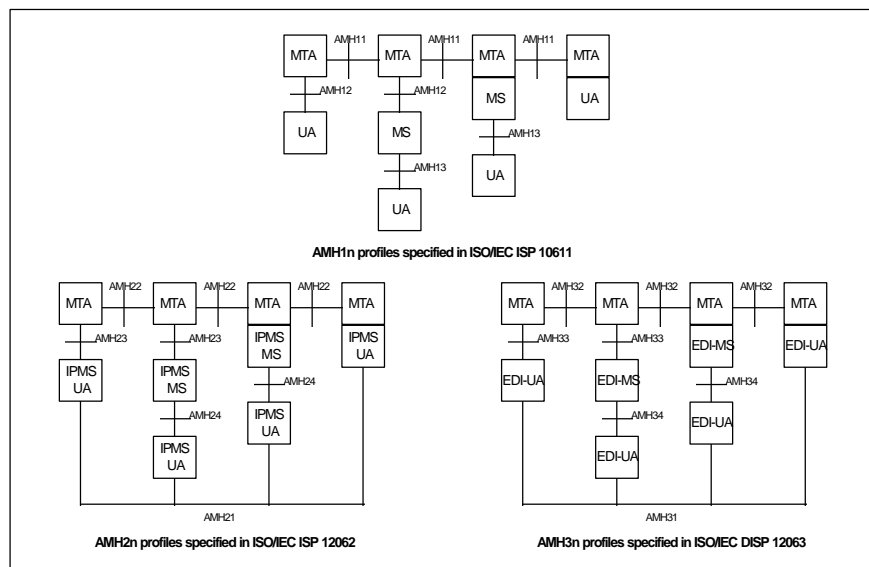 AMH11 AMH11 AMH11
MTA MTA MTA MTA
AMH12 AMH12 MS UA
UA MS AMH13
AMH13 UA
UA
AMH1n profiles specified in ISO/IEC ISP 10611
AMH22 AMH22 AMH22
MTA MTA MTA MTA
AMH23 AMH23 IPMS MS IPMS UA
IPMS UA IPMS MS AMH24
AMH24 IPMS UA
IPMS UA
AMH21
AMH2n profiles specified in ISO/IEC ISP 12062
AMH32 AMH32 AMH32
MTA MTA MTA MTA
AMH33 AMH33 EDI-MS EDI-UA
EDI-UA EDI-MS AMH34
AMH34 EDI-UA
EDI-UA
AMH31
AMH3n profiles specified in ISO/IEC DISP 12063